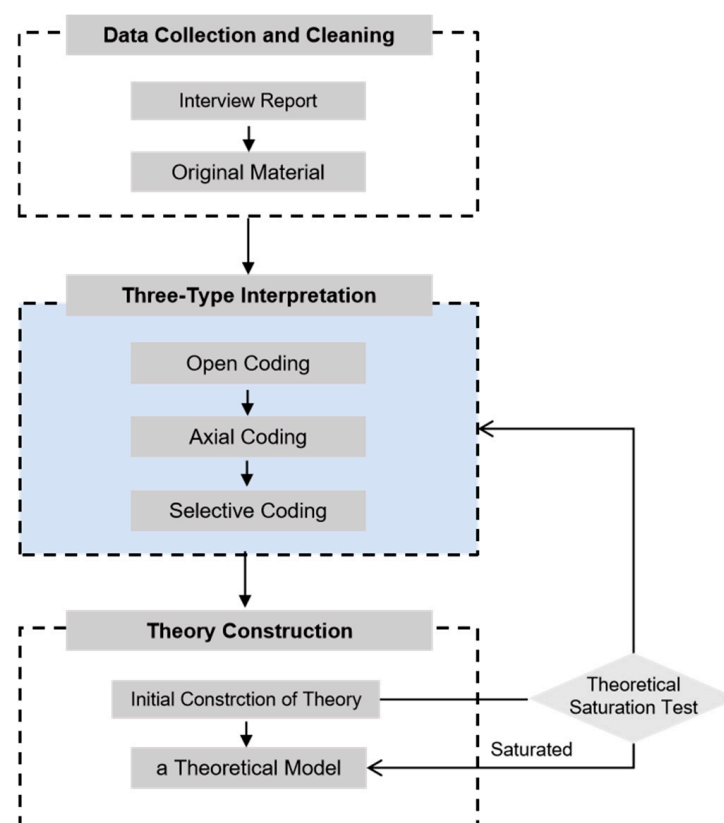 Data Collection and Cleaning
Interview Report
Original Material
Three-Type Interpretation
Open Coding
Axial Coding
Selective Coding
Theory Construction
Initial Constrction of Theory
Theoretical
Saturation Test
Saturated
a Theoretical Model